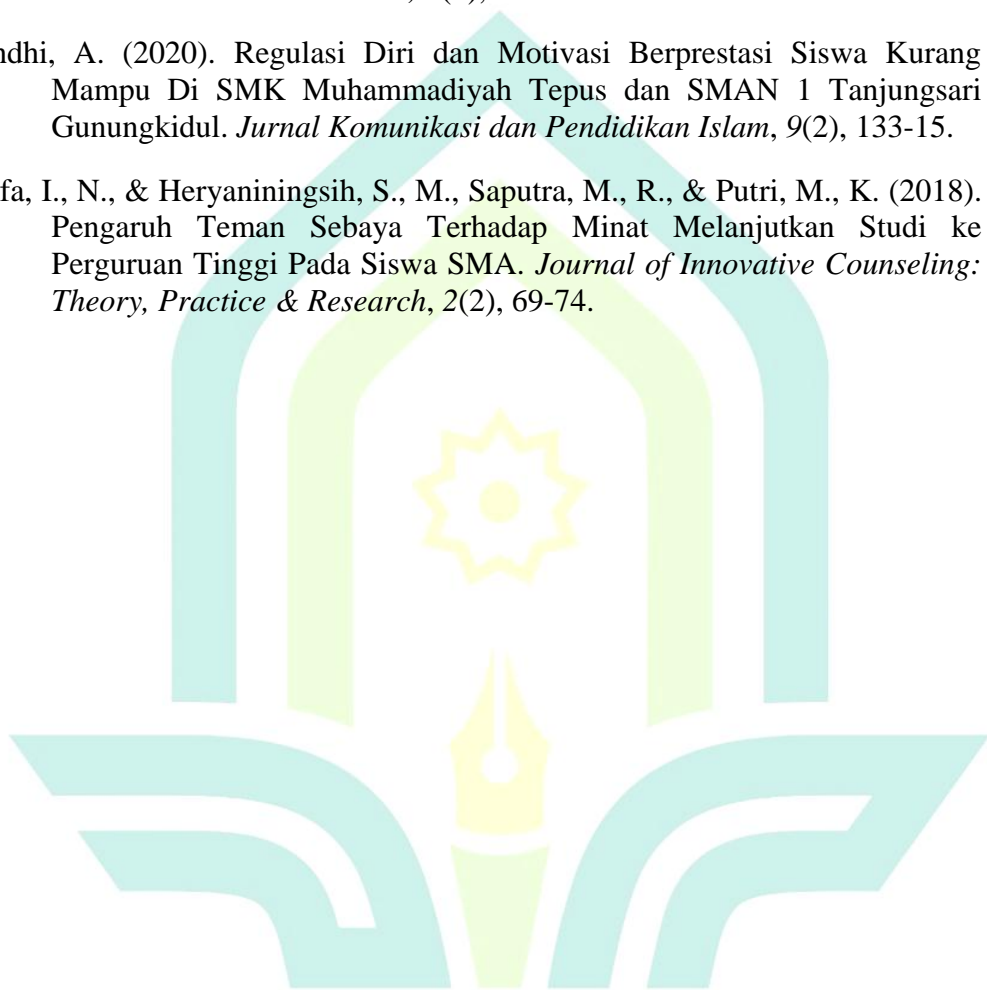 ndhi, A. (2020). Regulasi Diri dan Motivasi Berprestasi Siswa Kurang
Mampu Di SMK Muhammadiyah Tepus dan SMAN 1 Tanjungsari
Gunungkidul. Jurnal Komunikasi dan Pendidikan Islam, 9(2), 133-15.
fa, I., N., & Heryaniningsih, S., M., Saputra, M., R., & Putri, M., K. (2018).
Pengaruh Teman Sebaya Terhadap Minat Melanjutkan Studi ke
Perguruan Tinggi Pada Siswa SMA. Journal of Innovative Counseling:
Theory, Practice & Research, 2(2), 69-74.